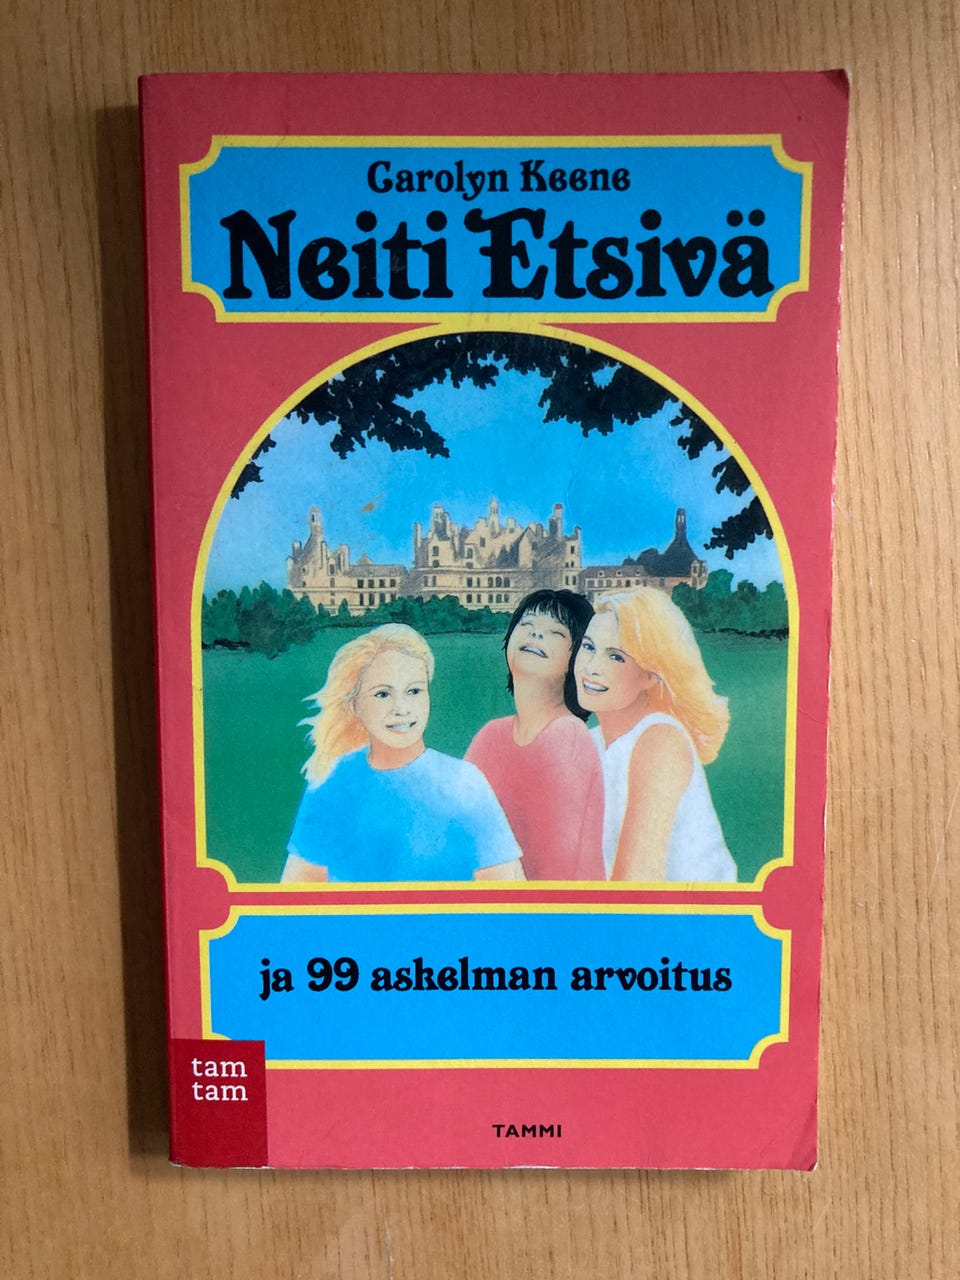 Carolyn Keene
Neiti Etsivä
ja 99 askelman arvoitus
tam
tam
TAMMI